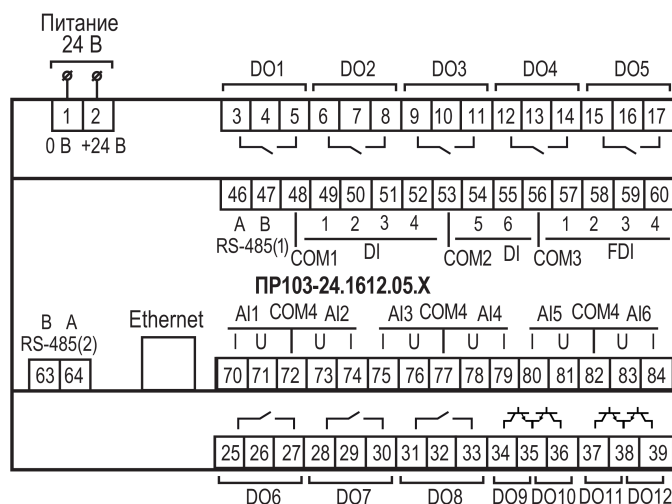 Питание
24 В
DO1 DO2 DO3 DO4 DO5
1 2 3 4 5 6 7 8 9 10 11 12 13 14 15 16 17
0 В +24 В
46 47 48 49 50 51 52 53 54 55 56 57 58 59 60
A B 1 2 3 4 5 6 1 2 3 4
RS-485(1) COM1 DI COM2 DI COM3 FDI
ПР103-24.1612.05.Х
B A Ethernet AI1 COM4 AI2 AI3 COM4 AI4 AI5 COM4 AI6
RS-485(2) I U U I I U U I I U U I
63 64 70 71 72 73 74 75 76 77 78 79 80 81 82 83 84
25 26 27 28 29 30 31 32 33 34 35 36 37 38 39
DO6 DO7 DO8 DO9 DO10 DO11 DO12